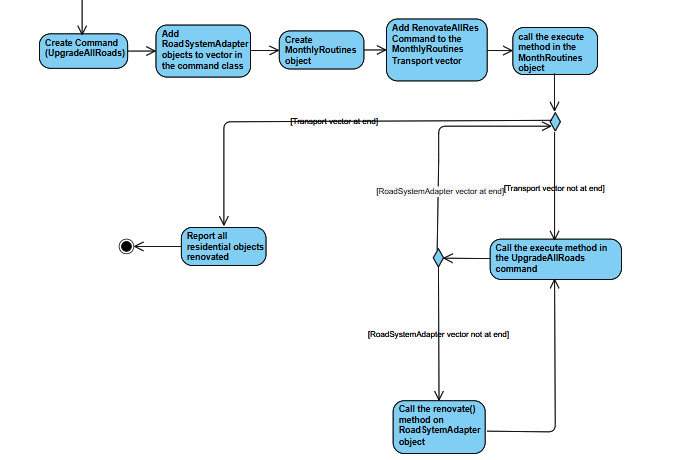 Create Command
(UpgradeAllRoads)
Add
RoadSystemAdapter
objects to vector in
the command class
Create
MonthlyRoutines
object
Add RenovateAllRes
Command to the
MonthlyRoutines
Transport vector
call the execute
method in the
MonthRoutines
object
[Transport vector at end]
[RoadSystemAdapter vector at end]
[Transport vector not at end]
Report all
residential objects
renovated
Call the execute method in
the UpgradeAllRoads
command
[RoadSystemAdapter vector not at end]
Call the renovate()
method on
RoadSytemAdapter
object